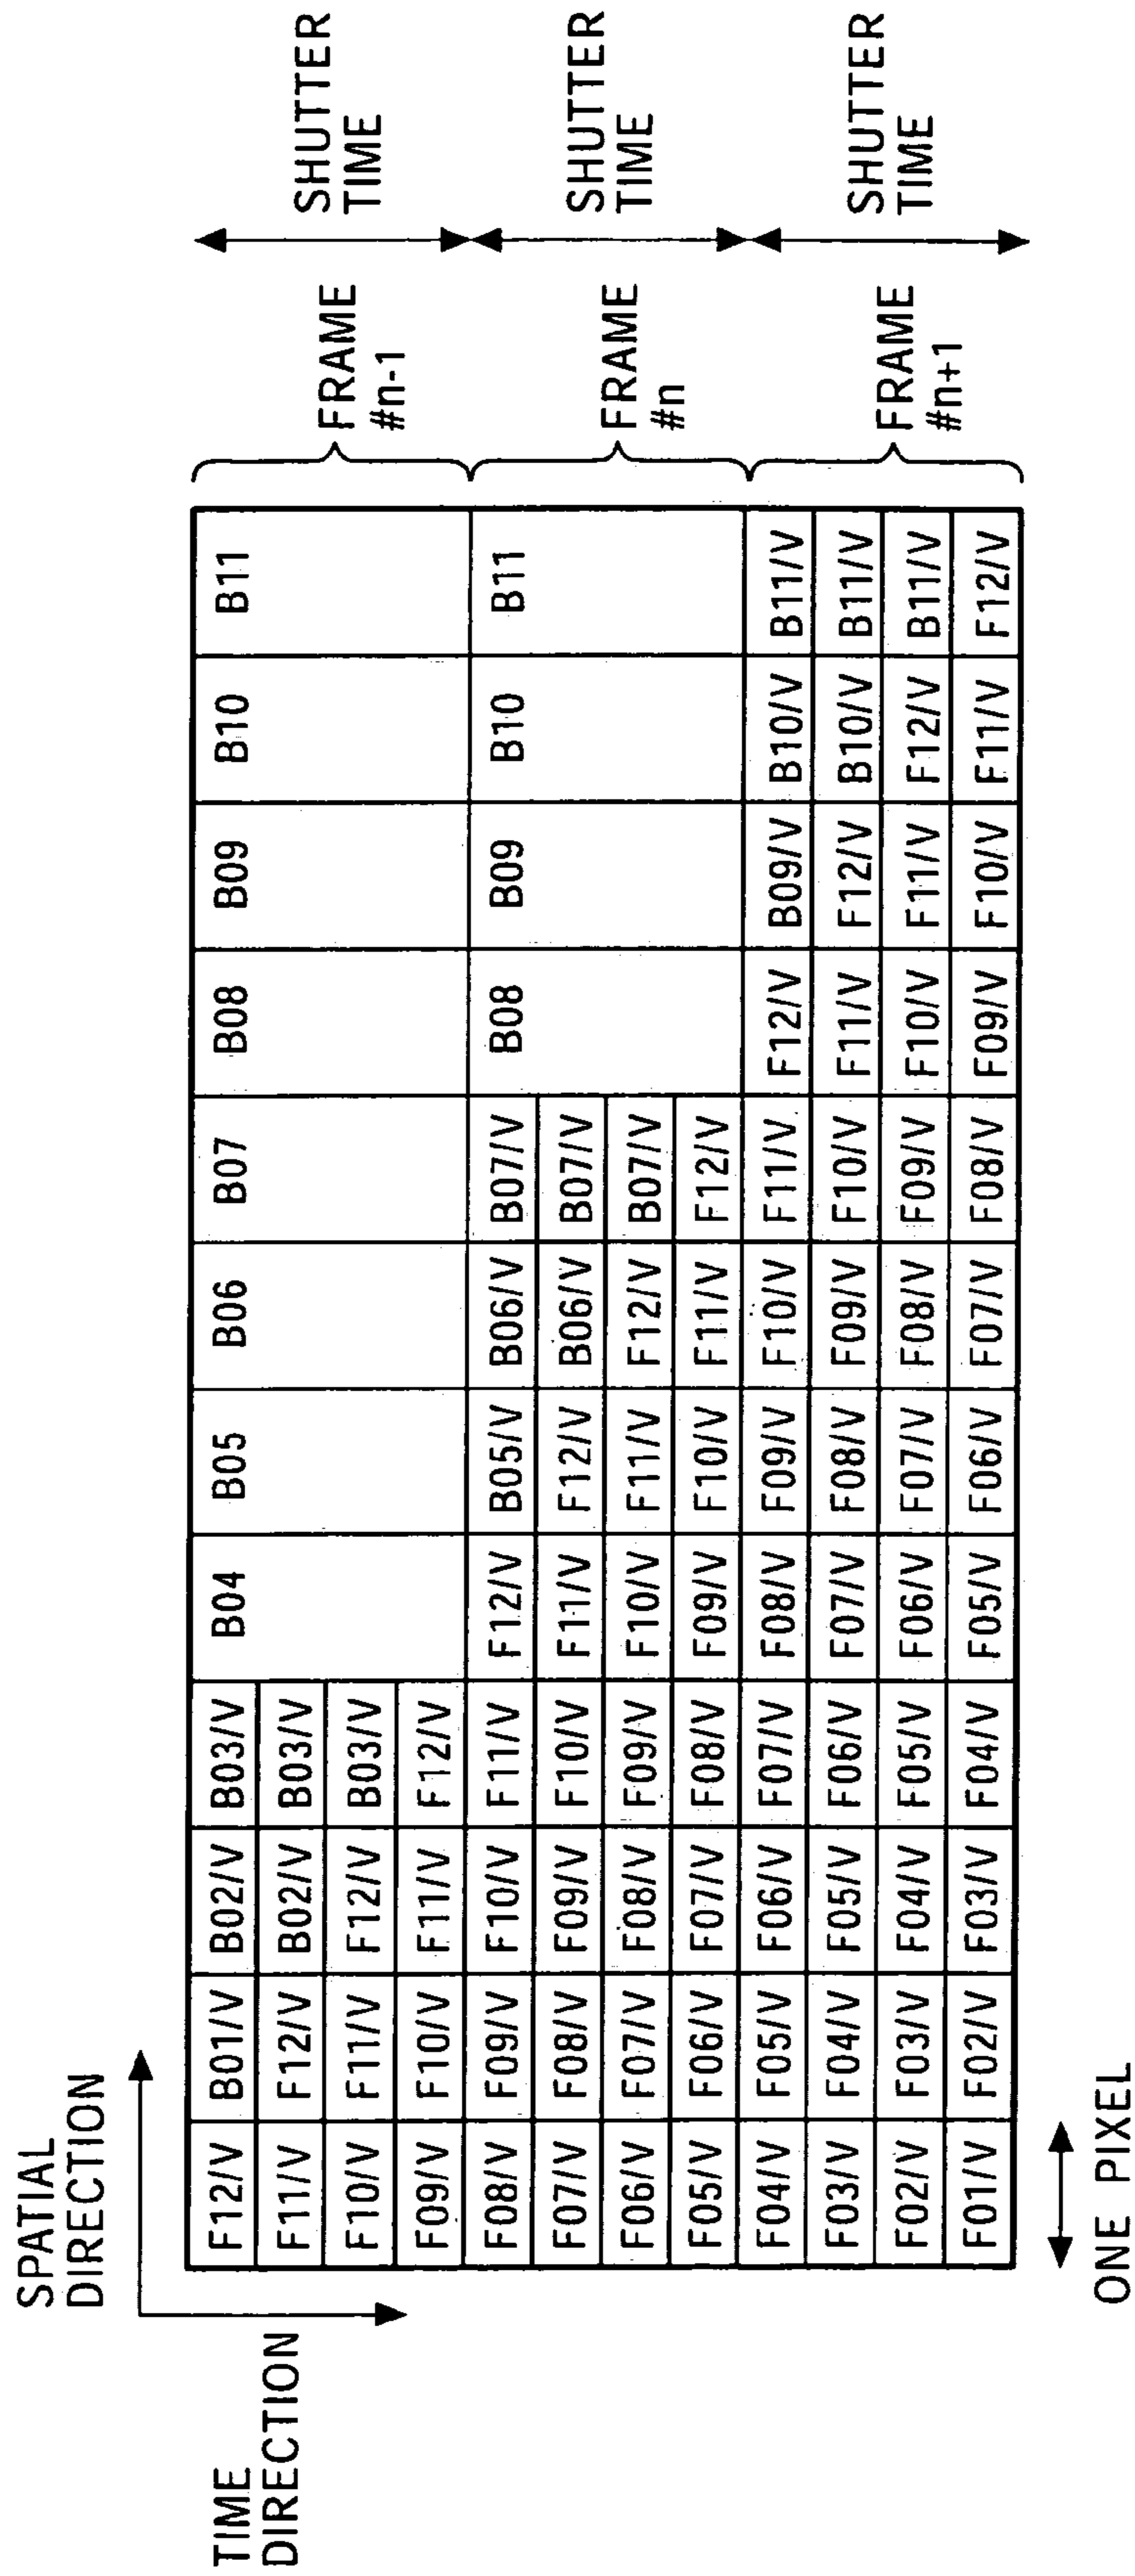 SPATIAL
DIRECTION
TIME
DIRECTION
F12/V B01/V B02/V B03/V B04 B05 B06 B07 B08 B09 B10 B11
F11/V F12/V B02/V B03/V
F10/V F11/V F12/V B03/V
F09/V F10/V F11/V F12/V
FRAME
#n-1
SHUTTER
TIME
F08/V F09/V F10/V F11/V F12/V B05/V B06/V B07/V B08 B09 B10 B11
F07/V F08/V F09/V F10/V F11/V F12/V B06/V B07/V
F06/V F07/V F08/V F09/V F10/V F11/V F12/V B07/V
F05/V F06/V F07/V F08/V F09/V F10/V F11/V F12/V
FRAME
#n
SHUTTER
TIME
F04/V F05/V F06/V F07/V F08/V F09/V F10/V F11/V F12/V B09/V B10/V B11/V
F03/V F04/V F05/V F06/V F07/V F08/V F09/V F10/V F11/V F12/V B10/V B11/V
F02/V F03/V F04/V F05/V F06/V F07/V F08/V F09/V F10/V F11/V F12/V B11/V
F01/V F02/V F03/V F04/V F05/V F06/V F07/V F08/V F09/V F10/V F11/V F12/V
FRAME
#n+1
SHUTTER
TIME
ONE PIXEL